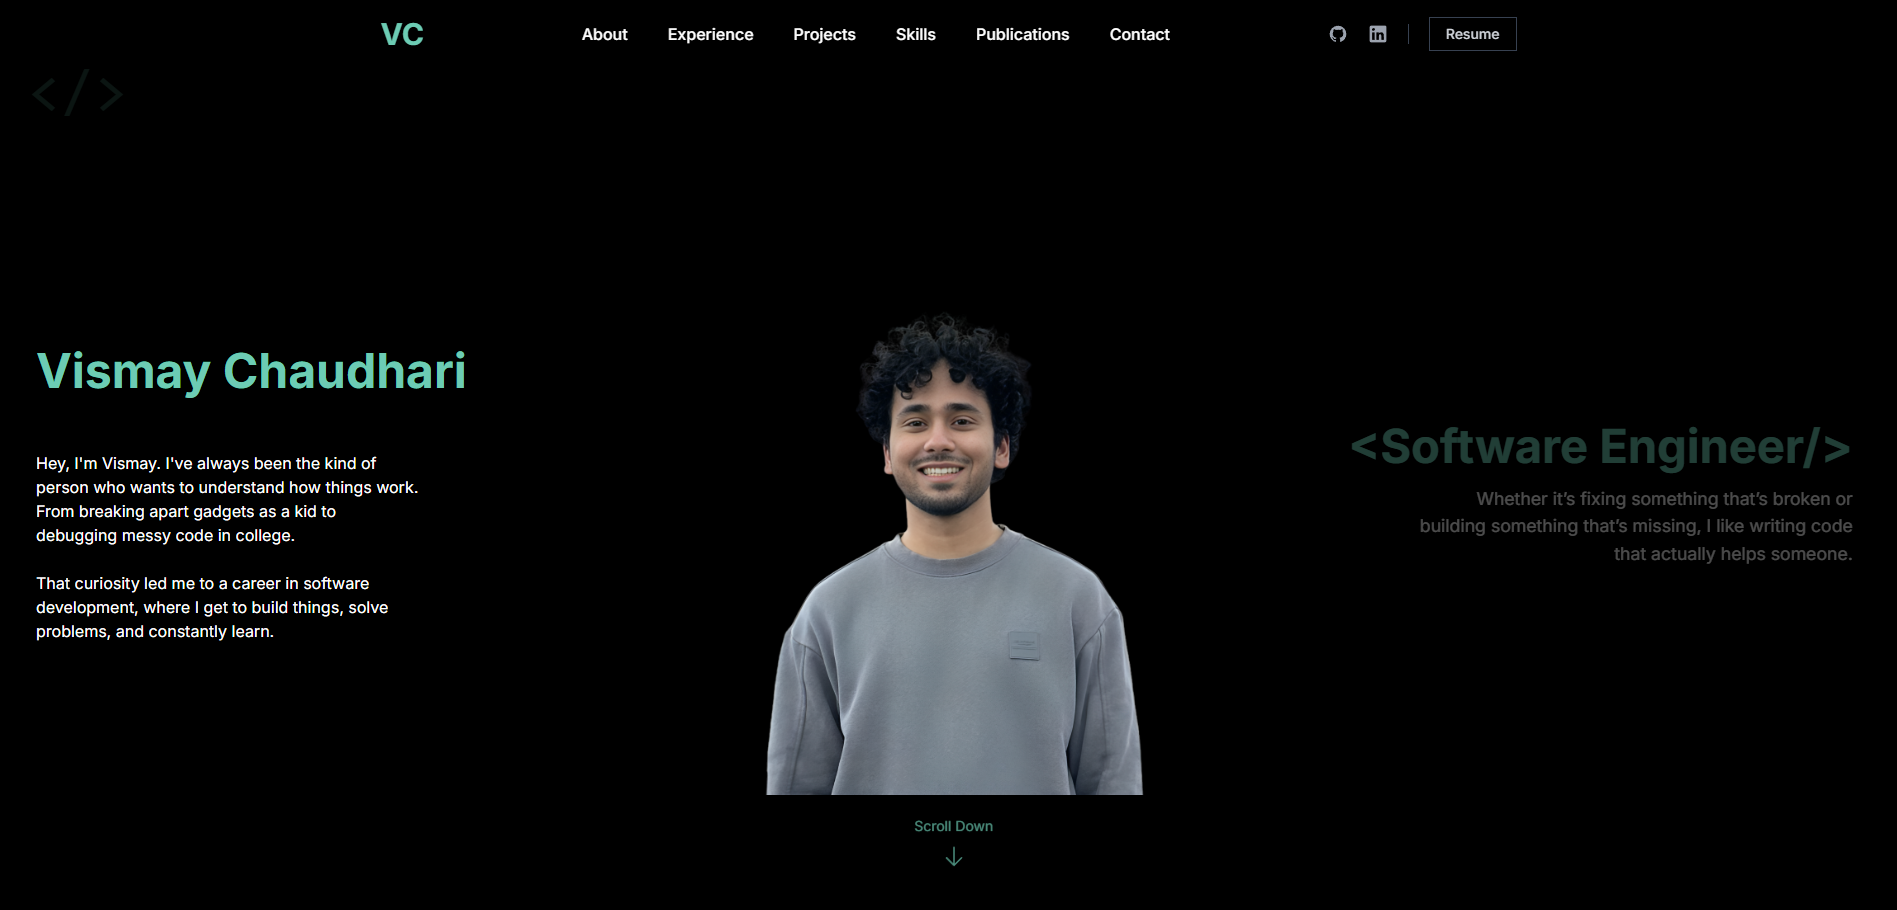 VC
About
Experience
Projects
Skills
Publications
Contact
Resume
</>
Vismay Chaudhari
Hey, I'm Vismay. I've always been the kind of
person who wants to understand how things work.
From breaking apart gadgets as a kid to
debugging messy code in college.
That curiosity led me to a career in software
development, where I get to build things, solve
problems, and constantly learn.
<Software Engineer/>
Whether it’s fixing something that’s broken or
building something that’s missing, I like writing code
that actually helps someone.
Scroll Down